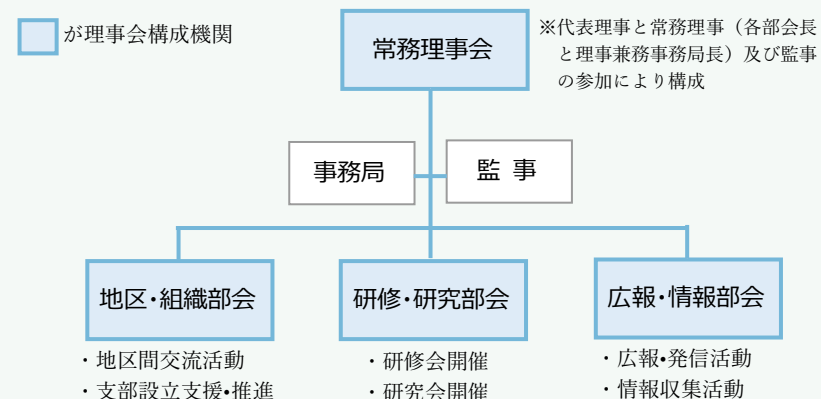 が理事会構成機関
常務理事会
※代表理事と常務理事（各部会長
と理事兼務事務局長）及び監事
の参加により構成
事務局
監 事
地区・組織部会
研修・研究部会
広報・情報部会
・地区間交流活動
・支部設立支援・推進
・研修会開催
・研究会開催
・広報・発信活動
・情報収集活動